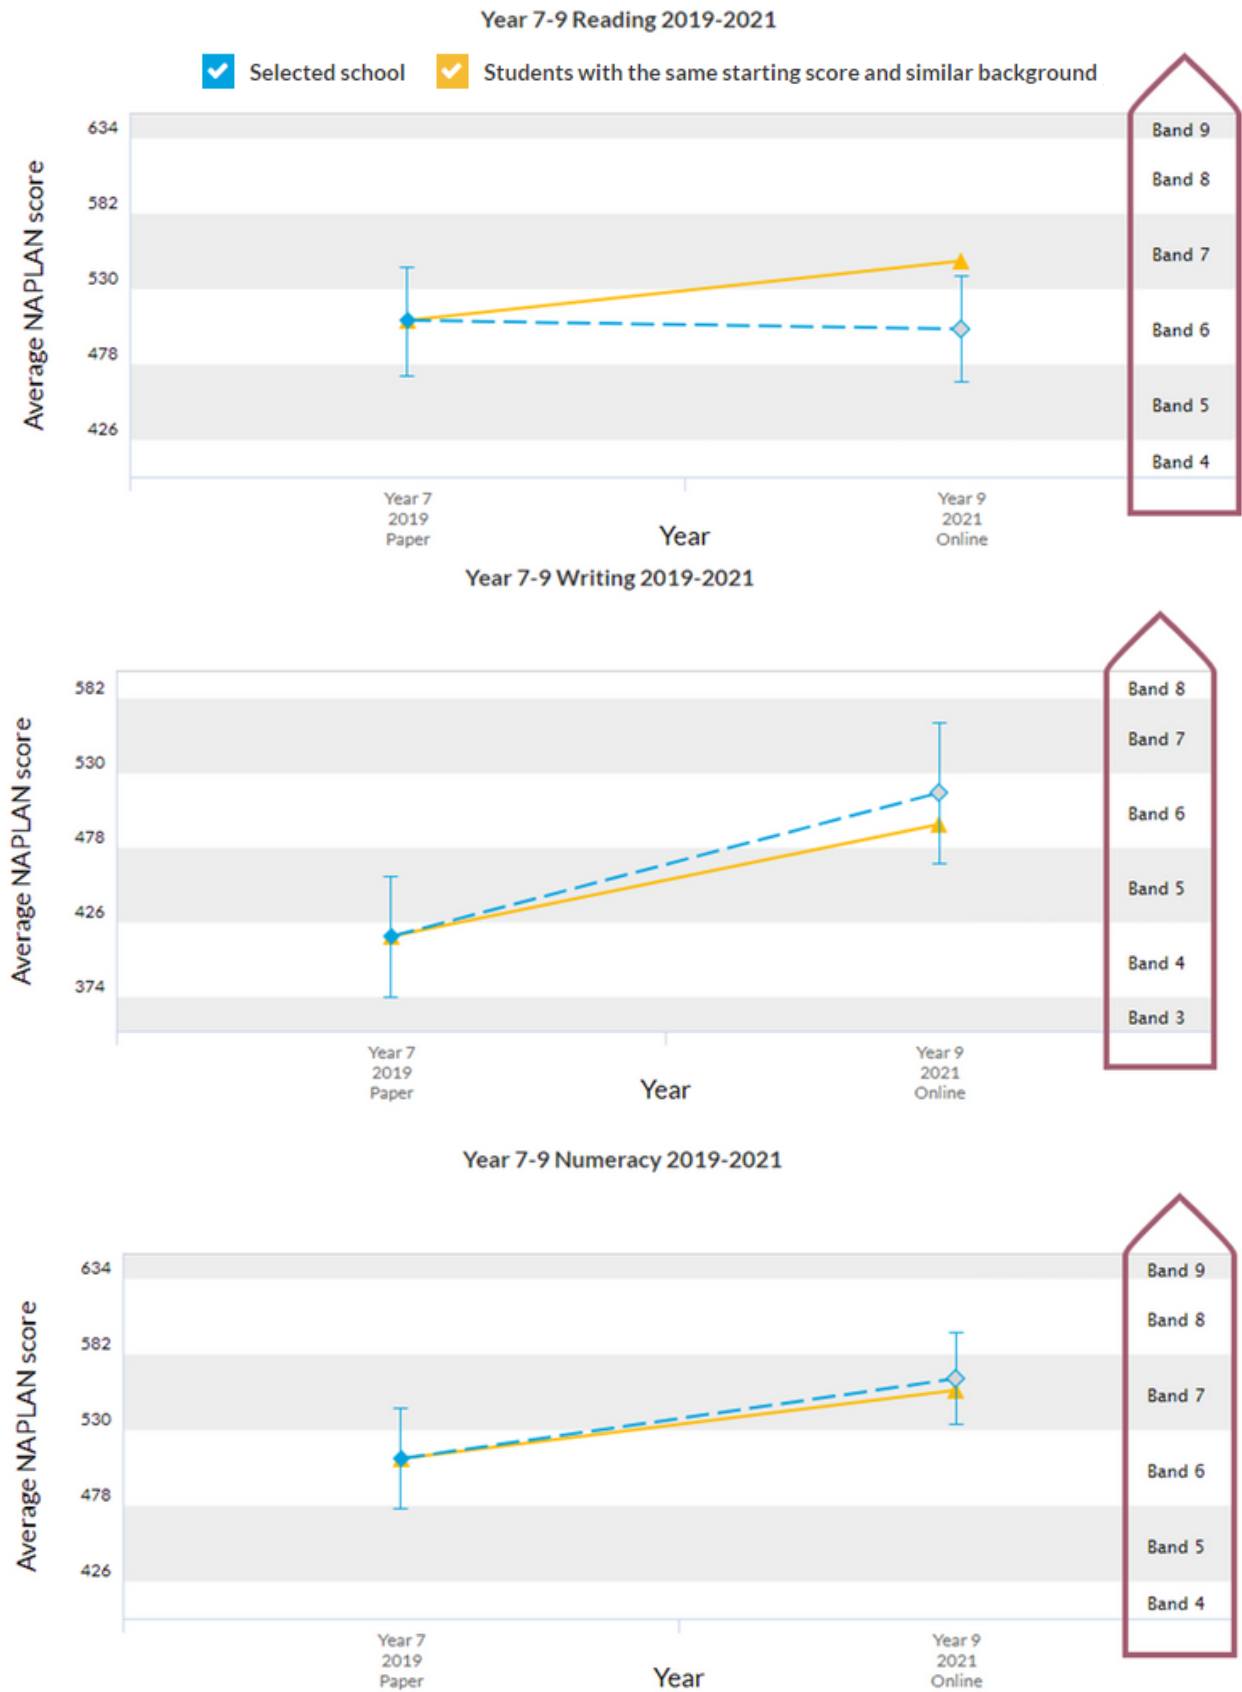 Year 7-9 Reading 2019-2021
Selected school Students with the same starting score and similar background
Average NAPLAN score
634
582
530
478
426
Band 9
Band 8
Band 7
Band 6
Band 5
Band 4
Year 7
2019
Paper
Year
Year 9
2021
Online
Year 7-9 Writing 2019-2021
Average NAPLAN score
582
530
478
426
374
Band 8
Band 7
Band 6
Band 5
Band 4
Band 3
Year 7
2019
Paper
Year
Year 9
2021
Online
Year 7-9 Numeracy 2019-2021
Average NAPLAN score
634
582
530
478
426
Band 9
Band 8
Band 7
Band 6
Band 5
Band 4
Year 7
2019
Paper
Year
Year 9
2021
Online